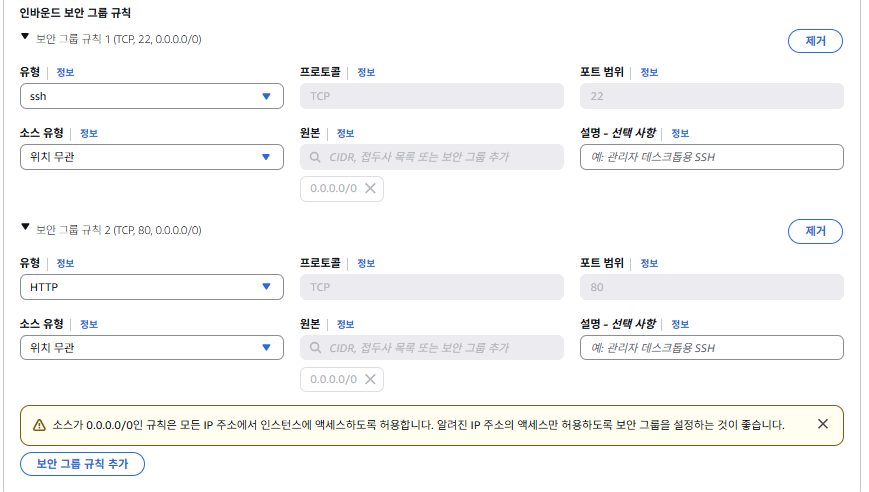 인바운드 보안 그룹 규칙
▼ 보안 그룹 규칙 1 (TCP, 22, 0.0.0.0/0) 제거
유형 | 정보 프로토콜 | 정보 포트 범위 | 정보
ssh TCP 22
소스 유형 | 정보 원본 | 정보 설명 - 선택 사항 | 정보
위치 무관 CIDR, 접두사 목록 또는 보안 그룹 추가 예: 관리자 데스크톱용 SSH
0.0.0.0/0 ×
▼ 보안 그룹 규칙 2 (TCP, 80, 0.0.0.0/0) 제거
유형 | 정보 프로토콜 | 정보 포트 범위 | 정보
HTTP TCP 80
소스 유형 | 정보 원본 | 정보 설명 - 선택 사항 | 정보
위치 무관 CIDR, 접두사 목록 또는 보안 그룹 추가 예: 관리자 데스크톱용 SSH
0.0.0.0/0 ×
소스가 0.0.0.0/0인 규칙은 모든 IP 주소에서 인스턴스에 액세스하도록 허용합니다. 알려진 IP 주소의 액세스만 허용하도록 보안 그룹을 설정하는 것이 좋습니다. ×
보안 그룹 규칙 추가